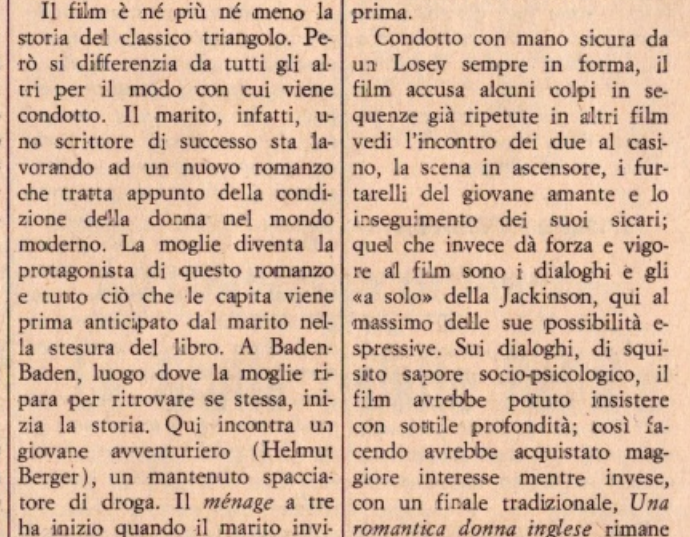 Il film è né più né meno la
storia del classico triangolo. Pe-
rò si differenzia da tutti gli al-
tri per il modo con cui viene
condotto. Il marito, infatti, u-
no scrittore di successo sta la-
vorando ad un nuovo romanzo
che tratta appunto della condi-
zione della donna nel mondo
moderno. La moglie diventa la
protagonista di questo romanzo
e tutto ciò che le capita viene
prima anticipato dal marito nel-
la stesura del libro. A Baden-
Baden, luogo dove la moglie ri-
para per ritrovare se stessa, ini-
zia la storia. Qui incontra un
giovane avventuriero (Helmut
Berger), un mantenuto spaccia-
tore di droga. Il ménage a tre
ha inizio quando il marito invi-
prima.
Condotto con mano sicura da
un Losey sempre in forma, il
film accusa alcuni colpi in se-
quenze già ripetute in altri film
vedi l'incontro dei due al casi-
no, la scena in ascensore, i fur-
tarelli del giovane amante e lo
inseguimento dei suoi sicari;
quel che invece dà forza e vigo-
re al film sono i dialoghi e gli
«a solo» della Jackinson, qui al
massimo delle sue possibilità e-
spressive. Sui dialoghi, di squi-
sito sapore socio-psicologico, il
film avrebbe potuto insistere
con sottile profondità; così fa-
cendo avrebbe acquistato mag-
giore interesse mentre invese,
con un finale tradizionale, Una
romantica donna inglese rimane